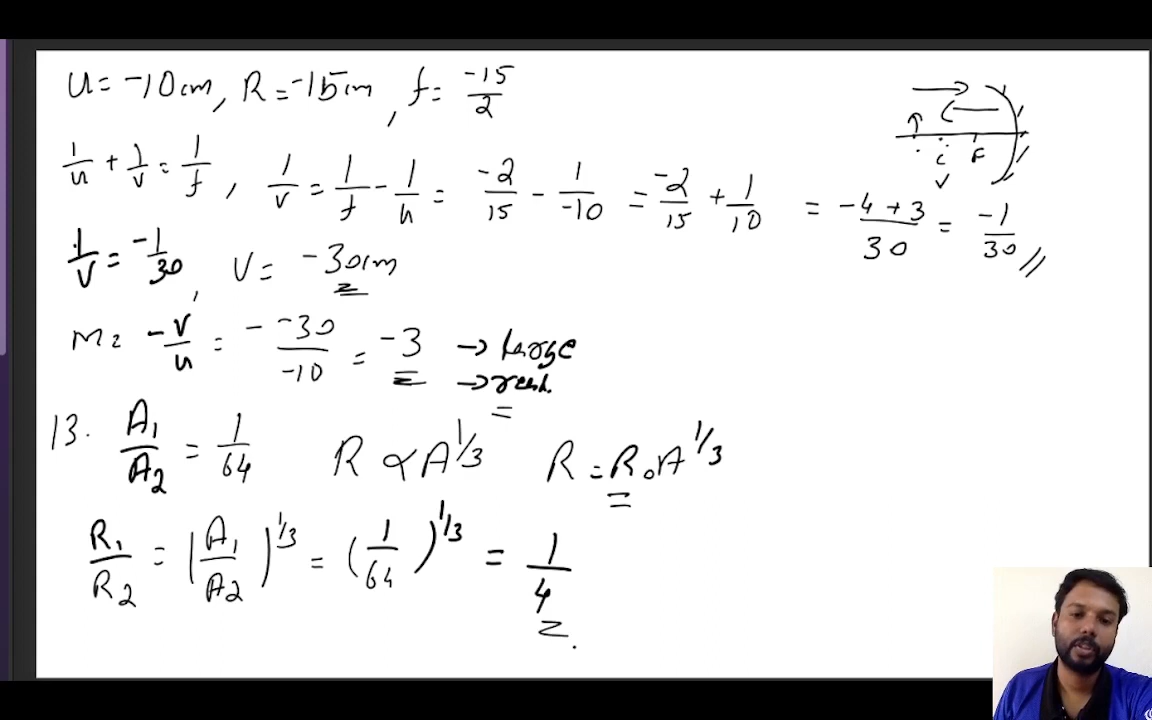 u = -10cm, R = -15cm, f = -15/2
1/u + 1/v = 1/f, 1/v = 1/f - 1/u = -2/15 - 1/-10 = -2/15 + 1/10 = -4+3/30 = -1/30 //
C F
1/v = -1/30, v = -30cm
m = -v/u = - -30/-10 = -3 → large
→ real.
13. A1/A2 = 1/64 R ∝ A^1/3 R = R0A^1/3
R1/R2 = (A1/A2)^1/3 = (1/64)^1/3 = 1/4